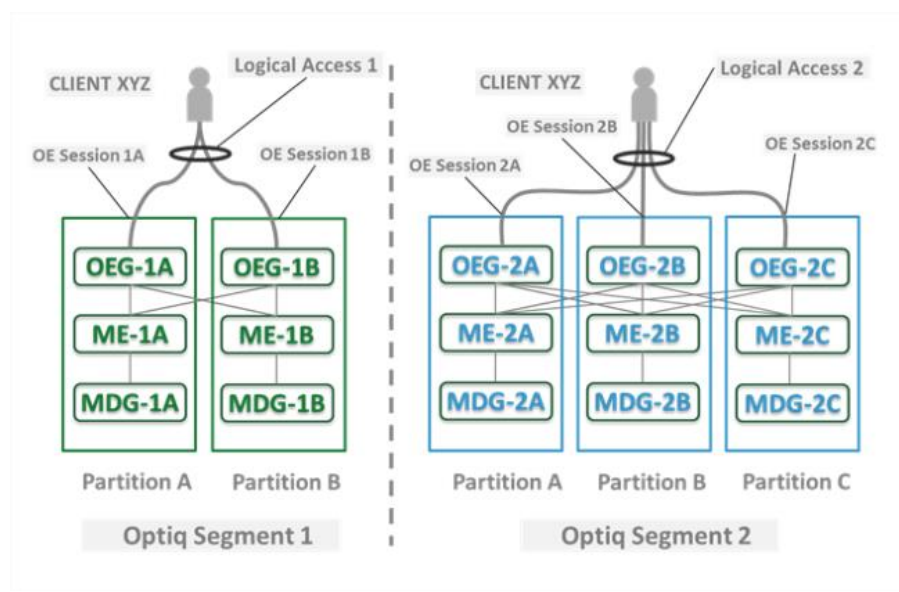 CLIENT XYZ
Logical Access 1
OE Session 1A
OE Session 1B
OEG-1A
OEG-1B
ME-1A
ME-1B
MDG-1A
MDG-1B
Partition A
Partition B
Optiq Segment 1
CLIENT XYZ
Logical Access 2
OE Session 2B
OE Session 2A
OE Session 2C
OEG-2A
OEG-2B
OEG-2C
ME-2A
ME-2B
ME-2C
MDG-2A
MDG-2B
MDG-2C
Partition A
Partition B
Partition C
Optiq Segment 2